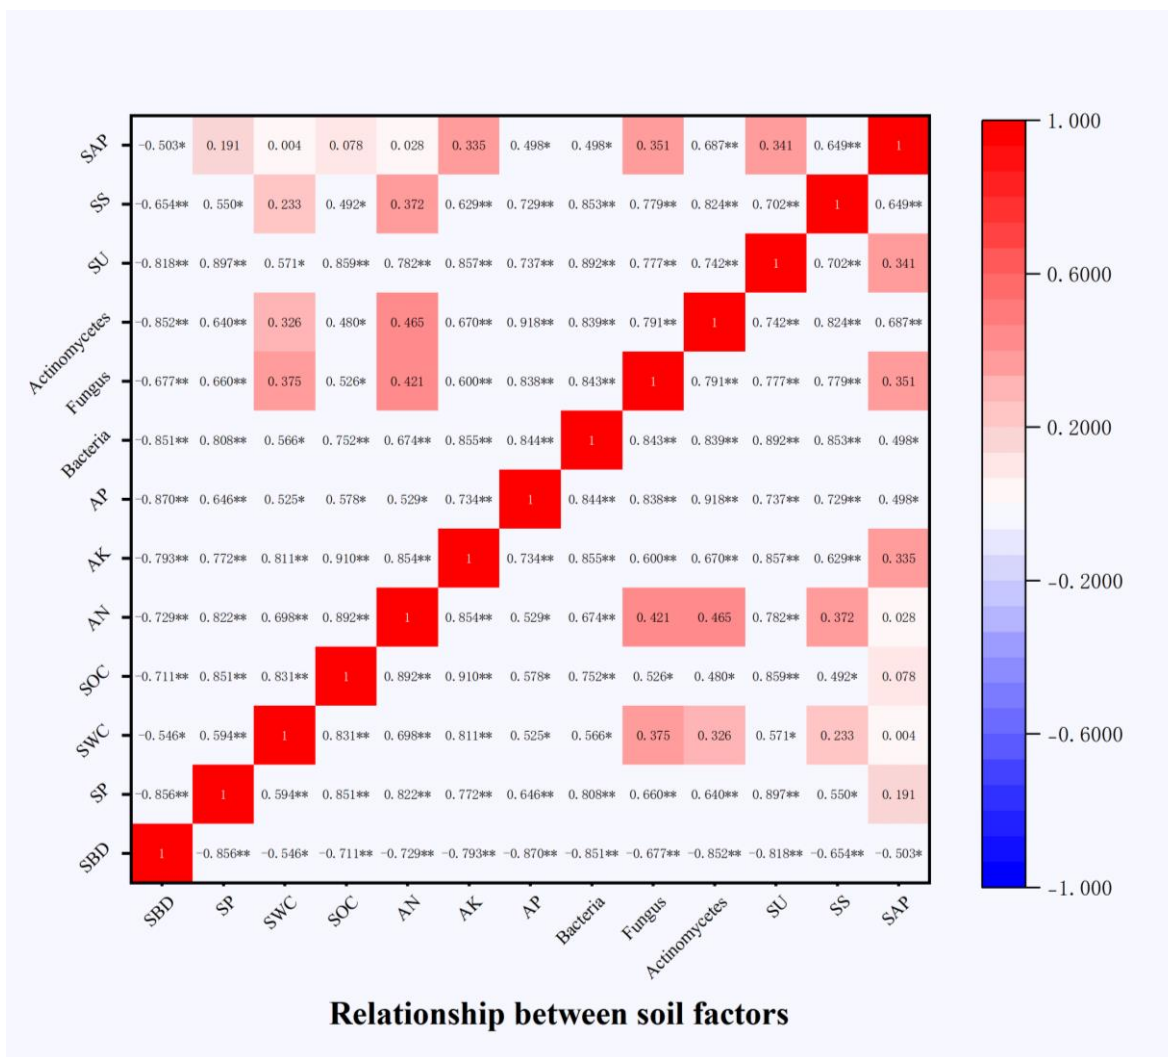 SAP -0.503* 0.191 0.004 0.078 0.028 0.335 0.498* 0.498* 0.351 0.687** 0.341 0.649** 1
SS -0.654** 0.550* 0.233 0.492* 0.372 0.629** 0.729** 0.853** 0.779** 0.824** 0.702** 1 0.649**
SU -0.818** 0.897** 0.571* 0.859** 0.782** 0.857** 0.737** 0.892** 0.777** 0.742** 1 0.702** 0.341
Actinomycetes -0.852** 0.640** 0.326 0.480* 0.465 0.670** 0.918** 0.839** 0.791** 1 0.742** 0.824** 0.687**
Fungus -0.677** 0.660** 0.375 0.526* 0.421 0.600** 0.838** 0.843** 1 0.791** 0.777** 0.779** 0.351
Bacteria -0.851** 0.808** 0.566* 0.752** 0.674** 0.855** 0.844** 1 0.843** 0.839** 0.892** 0.853** 0.498*
AP -0.870** 0.646** 0.525* 0.578* 0.529* 0.734** 1 0.844** 0.838** 0.918** 0.737** 0.729** 0.498*
AK -0.793** 0.772** 0.811** 0.910** 0.854** 1 0.734** 0.855** 0.600** 0.670** 0.857** 0.629** 0.335
AN -0.729** 0.822** 0.698** 0.892** 1 0.854** 0.529* 0.674** 0.421 0.465 0.782** 0.372 0.028
SOC -0.711** 0.851** 0.831** 1 0.892** 0.910** 0.578* 0.752** 0.526* 0.480* 0.859** 0.492* 0.078
SWC -0.546* 0.594** 1 0.831** 0.698** 0.811** 0.525* 0.566* 0.375 0.326 0.571* 0.233 0.004
SP -0.856** 1 0.594** 0.851** 0.822** 0.772** 0.646** 0.808** 0.660** 0.640** 0.897** 0.550* 0.191
SBD 1 -0.856** -0.546* -0.711** -0.729** -0.793** -0.870** -0.851** -0.677** -0.852** -0.818** -0.654** -0.503*
SBD SP SWC SOC AN AK AP Bacteria Fungus Actinomycetes SU SS SAP
1.000
0.6000
0.2000
-0.2000
-0.6000
-1.000
Relationship between soil factors